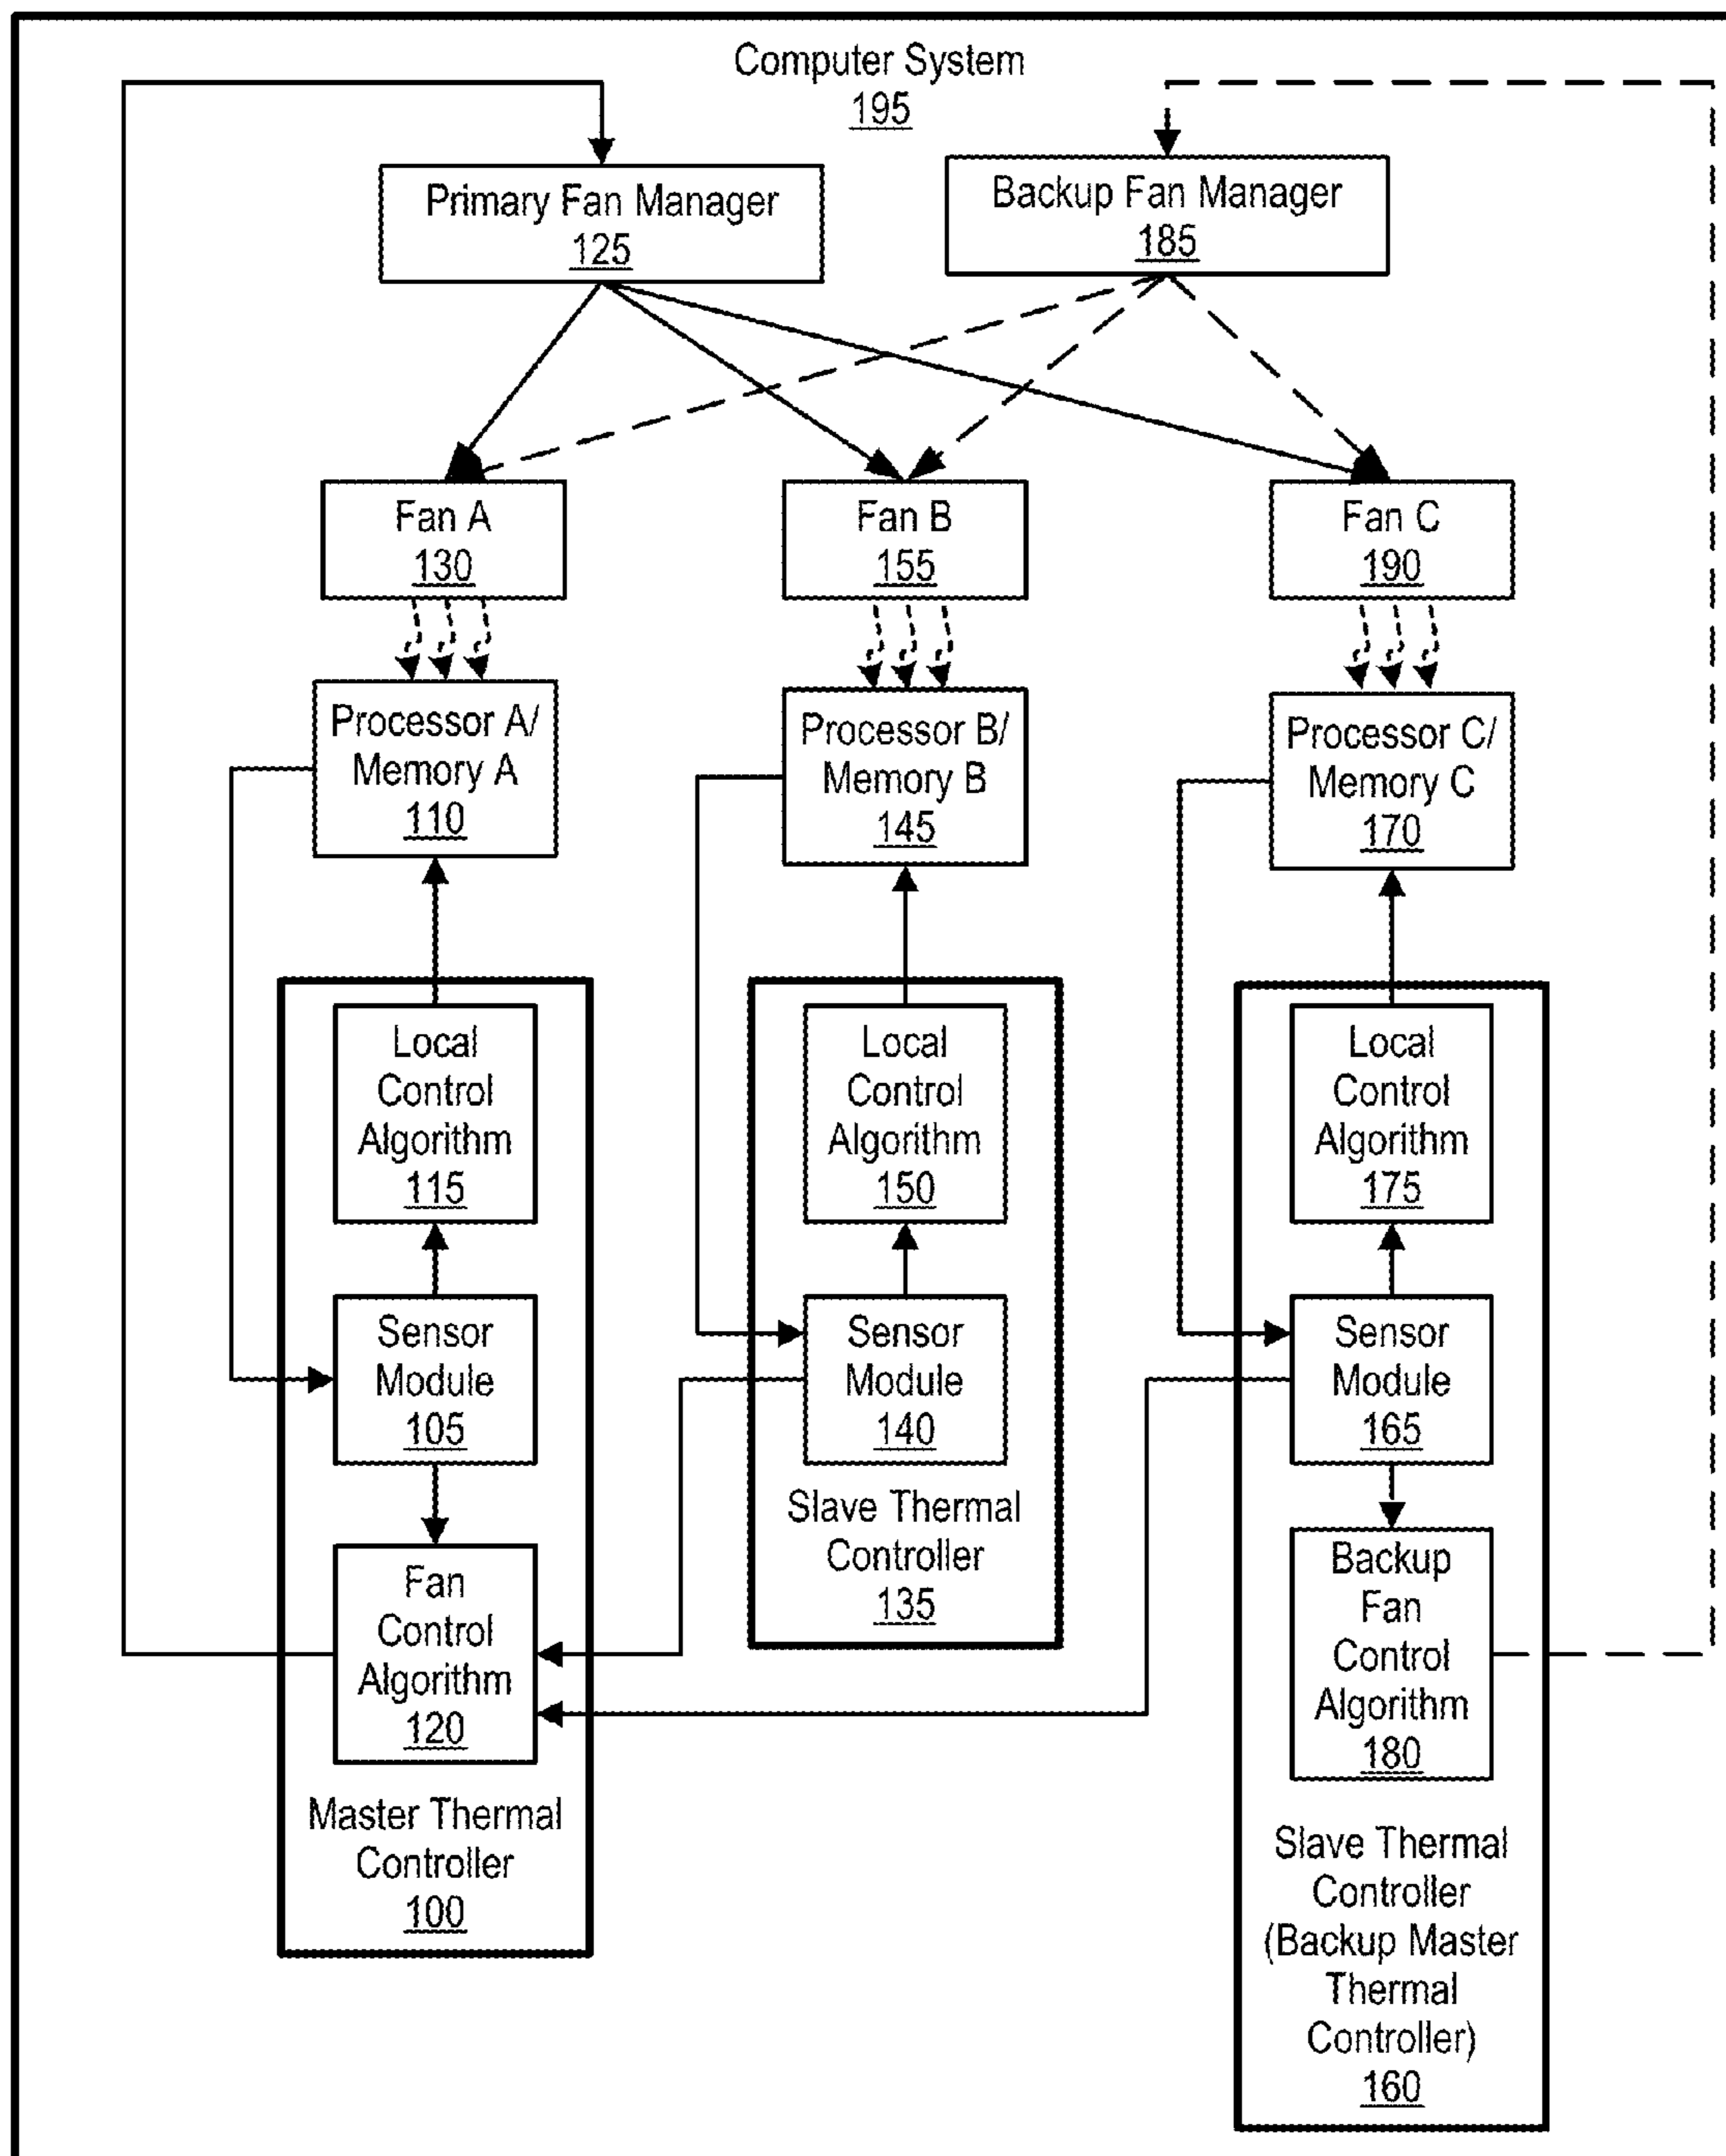 Computer System
195
Primary Fan Manager
125
Backup Fan Manager
185
Fan A
130
Fan B
155
Fan C
190
Processor A/
Memory A
110
Processor B/
Memory B
145
Processor C/
Memory C
170
Local
Control
Algorithm
115
Sensor
Module
105
Fan
Control
Algorithm
120
Master Thermal
Controller
100
Local
Control
Algorithm
150
Sensor
Module
140
Slave Thermal
Controller
135
Local
Control
Algorithm
175
Sensor
Module
165
Backup
Fan
Control
Algorithm
180
Slave Thermal
Controller
(Backup Master
Thermal
Controller)
160